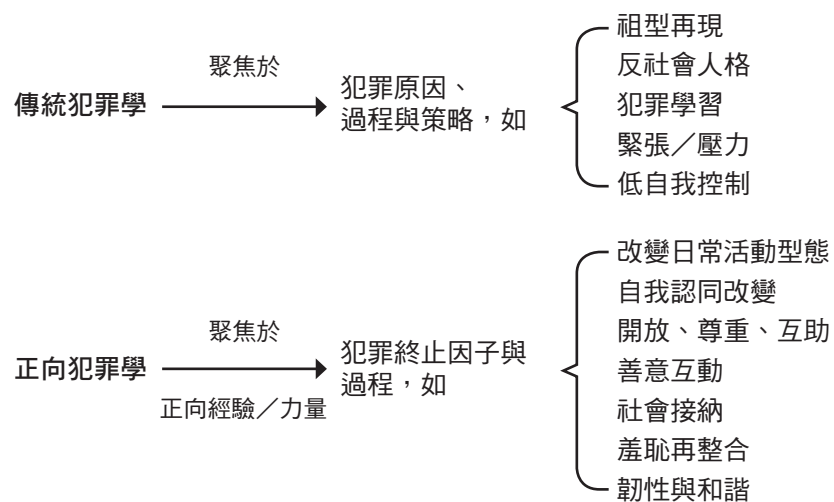 傳統犯罪學
聚焦於
犯罪原因、
過程與策略，如
祖型再現
反社會人格
犯罪學習
緊張／壓力
低自我控制
正向犯罪學
聚焦於
正向經驗／力量
犯罪終止因子與
過程，如
改變日常活動型態
自我認同改變
開放、尊重、互助
善意互動
社會接納
羞恥再整合
韌性與和諧